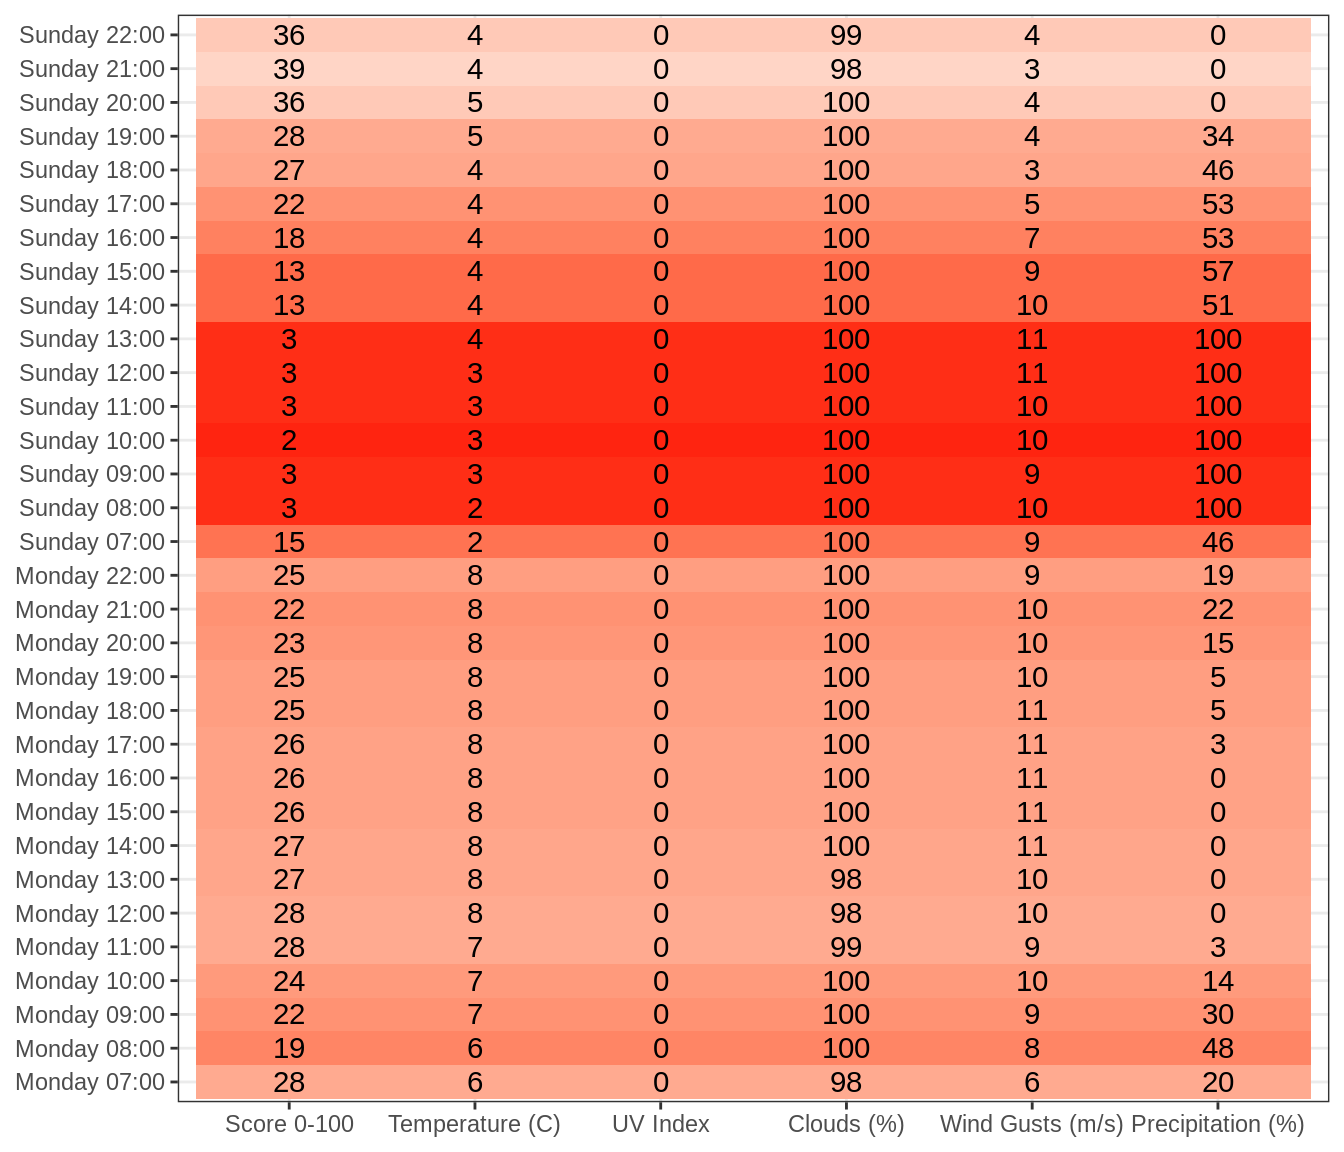 Sunday 22:00 36 4 0 99 4 0
Sunday 21:00 39 4 0 98 3 0
Sunday 20:00 36 5 0 100 4 0
Sunday 19:00 28 5 0 100 4 34
Sunday 18:00 27 4 0 100 3 46
Sunday 17:00 22 4 0 100 5 53
Sunday 16:00 18 4 0 100 7 53
Sunday 15:00 13 4 0 100 9 57
Sunday 14:00 13 4 0 100 10 51
Sunday 13:00 3 4 0 100 11 100
Sunday 12:00 3 3 0 100 11 100
Sunday 11:00 3 3 0 100 10 100
Sunday 10:00 2 3 0 100 10 100
Sunday 09:00 3 3 0 100 9 100
Sunday 08:00 3 2 0 100 10 100
Sunday 07:00 15 2 0 100 9 46
Monday 22:00 25 8 0 100 9 19
Monday 21:00 22 8 0 100 10 22
Monday 20:00 23 8 0 100 10 15
Monday 19:00 25 8 0 100 10 5
Monday 18:00 25 8 0 100 11 5
Monday 17:00 26 8 0 100 11 3
Monday 16:00 26 8 0 100 11 0
Monday 15:00 26 8 0 100 11 0
Monday 14:00 27 8 0 100 11 0
Monday 13:00 27 8 0 98 10 0
Monday 12:00 28 8 0 98 10 0
Monday 11:00 28 7 0 99 9 3
Monday 10:00 24 7 0 100 10 14
Monday 09:00 22 7 0 100 9 30
Monday 08:00 19 6 0 100 8 48
Monday 07:00 28 6 0 98 6 20
Score 0-100 Temperature (C) UV Index Clouds (%) Wind Gusts (m/s) Precipitation (%)